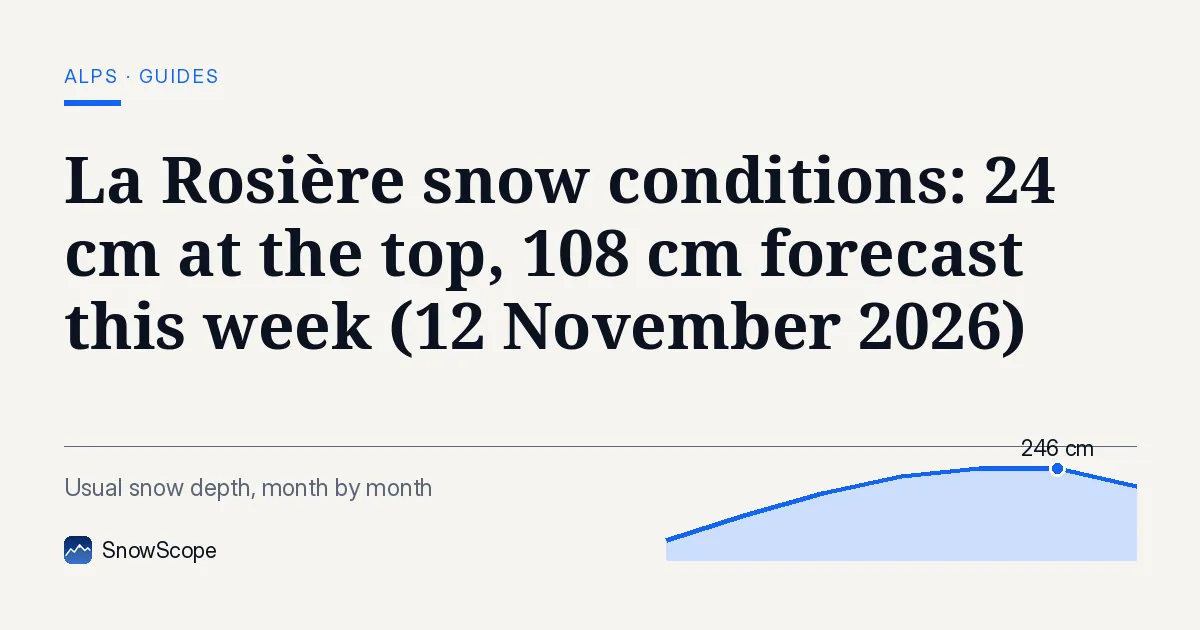 ALPS · GUIDES
La Rosière snow conditions: 24
cm at the top, 108 cm forecast
this week (12 November 2026)
246 cm
Usual snow depth, month by month
SnowScope